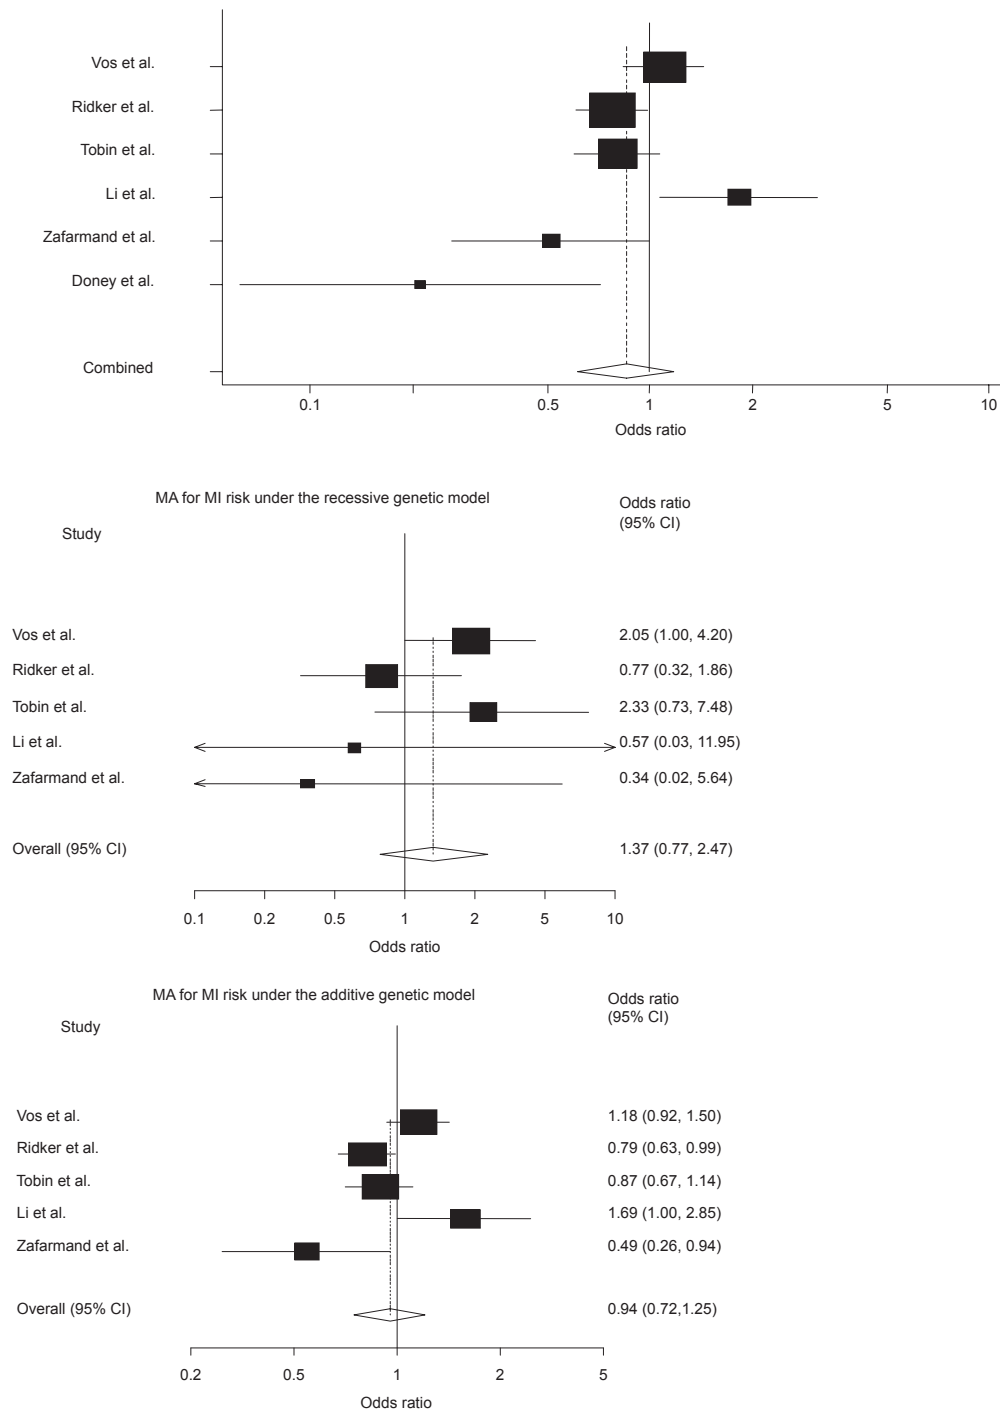 Vos et al.
Ridker et al.
Tobin et al.
Li et al.
Zafarmand et al.
Doney et al.
Combined
0.1 0.5 1 2 5 10
Odds ratio
MA for MI risk under the recessive genetic model
Odds ratio
(95% CI)
Study
Vos et al. 2.05 (1.00, 4.20)
Ridker et al. 0.77 (0.32, 1.86)
Tobin et al. 2.33 (0.73, 7.48)
Li et al. 0.57 (0.03, 11.95)
Zafarmand et al. 0.34 (0.02, 5.64)
Overall (95% CI) 1.37 (0.77, 2.47)
0.1 0.2 0.5 1 2 5 10
Odds ratio
MA for MI risk under the additive genetic model
Odds ratio
(95% CI)
Study
Vos et al. 1.18 (0.92, 1.50)
Ridker et al. 0.79 (0.63, 0.99)
Tobin et al. 0.87 (0.67, 1.14)
Li et al. 1.69 (1.00, 2.85)
Zafarmand et al. 0.49 (0.26, 0.94)
Overall (95% CI) 0.94 (0.72,1.25)
0.2 0.5 1 2 5
Odds ratio